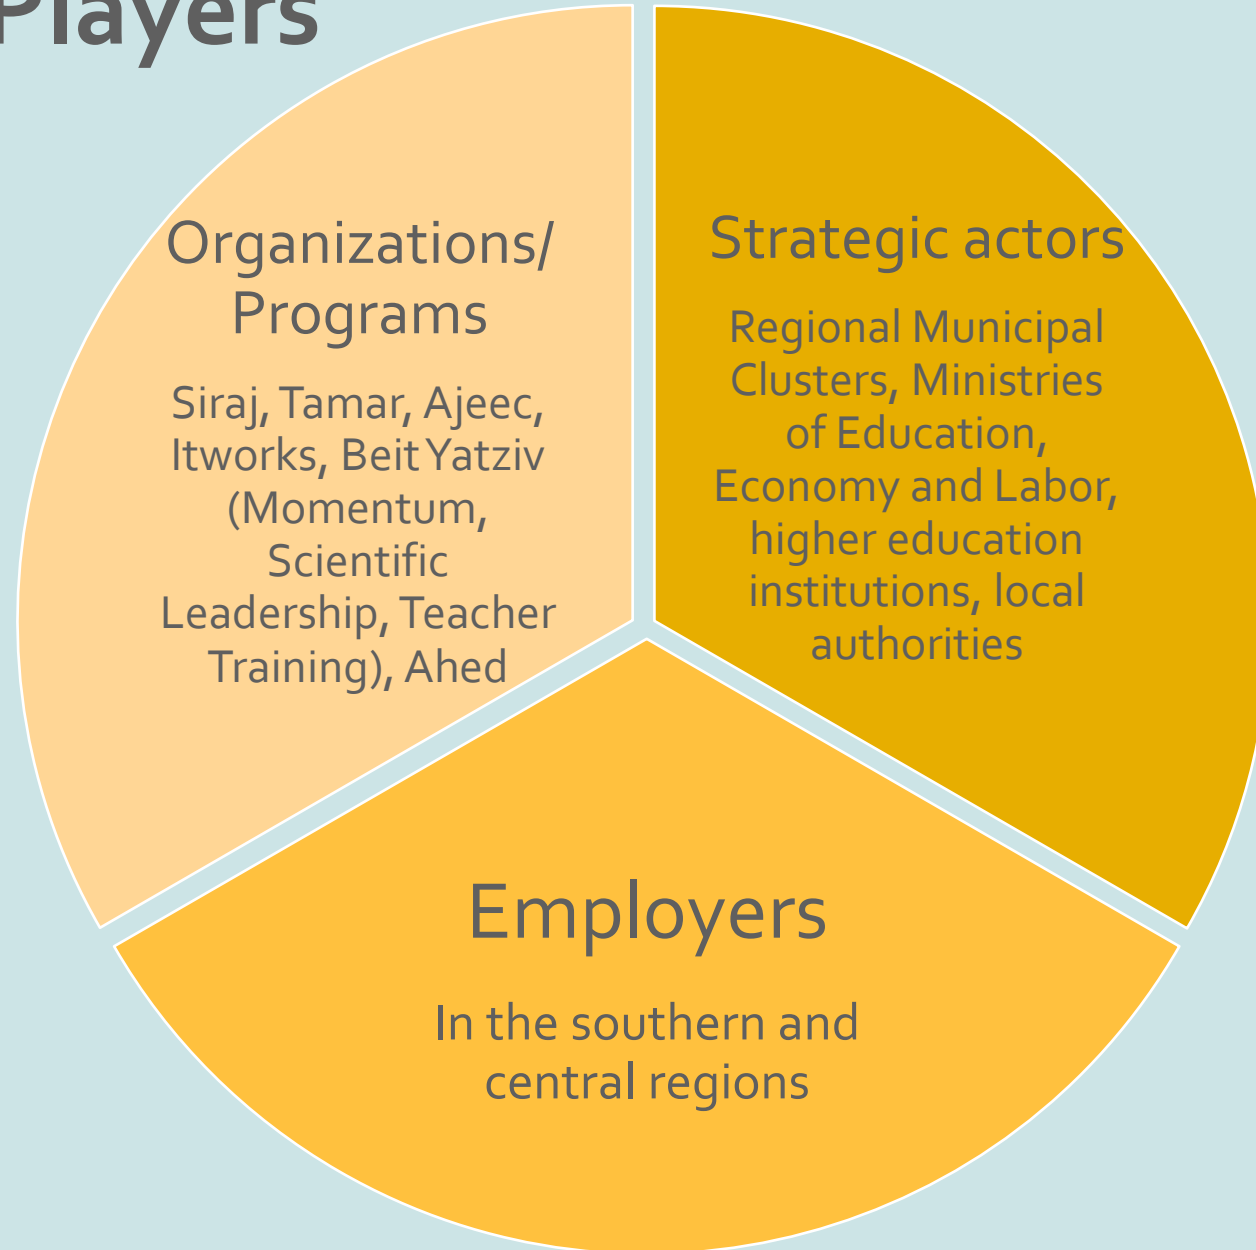 Players
Organizations/
Programs
Siraj, Tamar, Ajeec,
Itworks, Beit Yatziv
(Momentum,
Scientific
Leadership, Teacher
Training), Ahed
Strategic actors
Regional Municipal
Clusters, Ministries
of Education,
Economy and Labor,
higher education
institutions, local
authorities
Employers
In the southern and
central regions